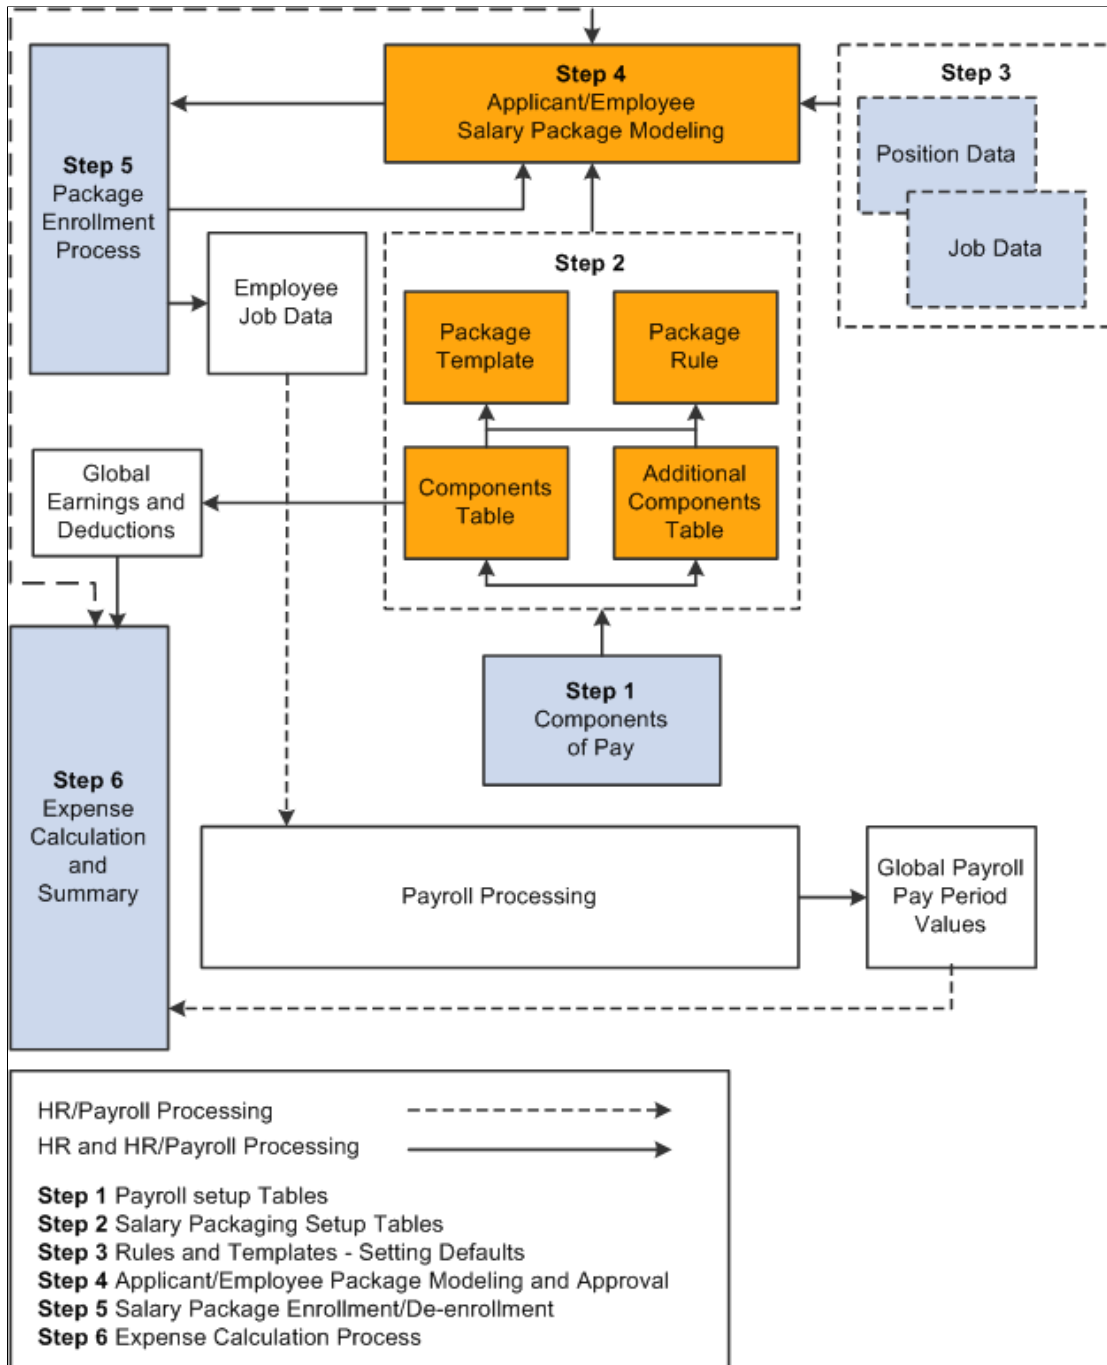 Step 4
Applicant/Employee
Salary Package Modeling
Step 3
Position Data
Job Data
Step 5
Package
Enrollment
Process
Employee
Job Data
Step 2
Package
Template
Package
Rule
Components
Table
Additional
Components
Table
Global
Earnings and
Deductions
Step 1
Components
of Pay
Step 6
Expense
Calculation
and
Summary
Payroll Processing
Global Payroll
Pay Period
Values
HR/Payroll Processing
HR and HR/Payroll Processing
Step 1 Payroll setup Tables
Step 2 Salary Packaging Setup Tables
Step 3 Rules and Templates - Setting Defaults
Step 4 Applicant/Employee Package Modeling and Approval
Step 5 Salary Package Enrollment/De-enrollment
Step 6 Expense Calculation Process